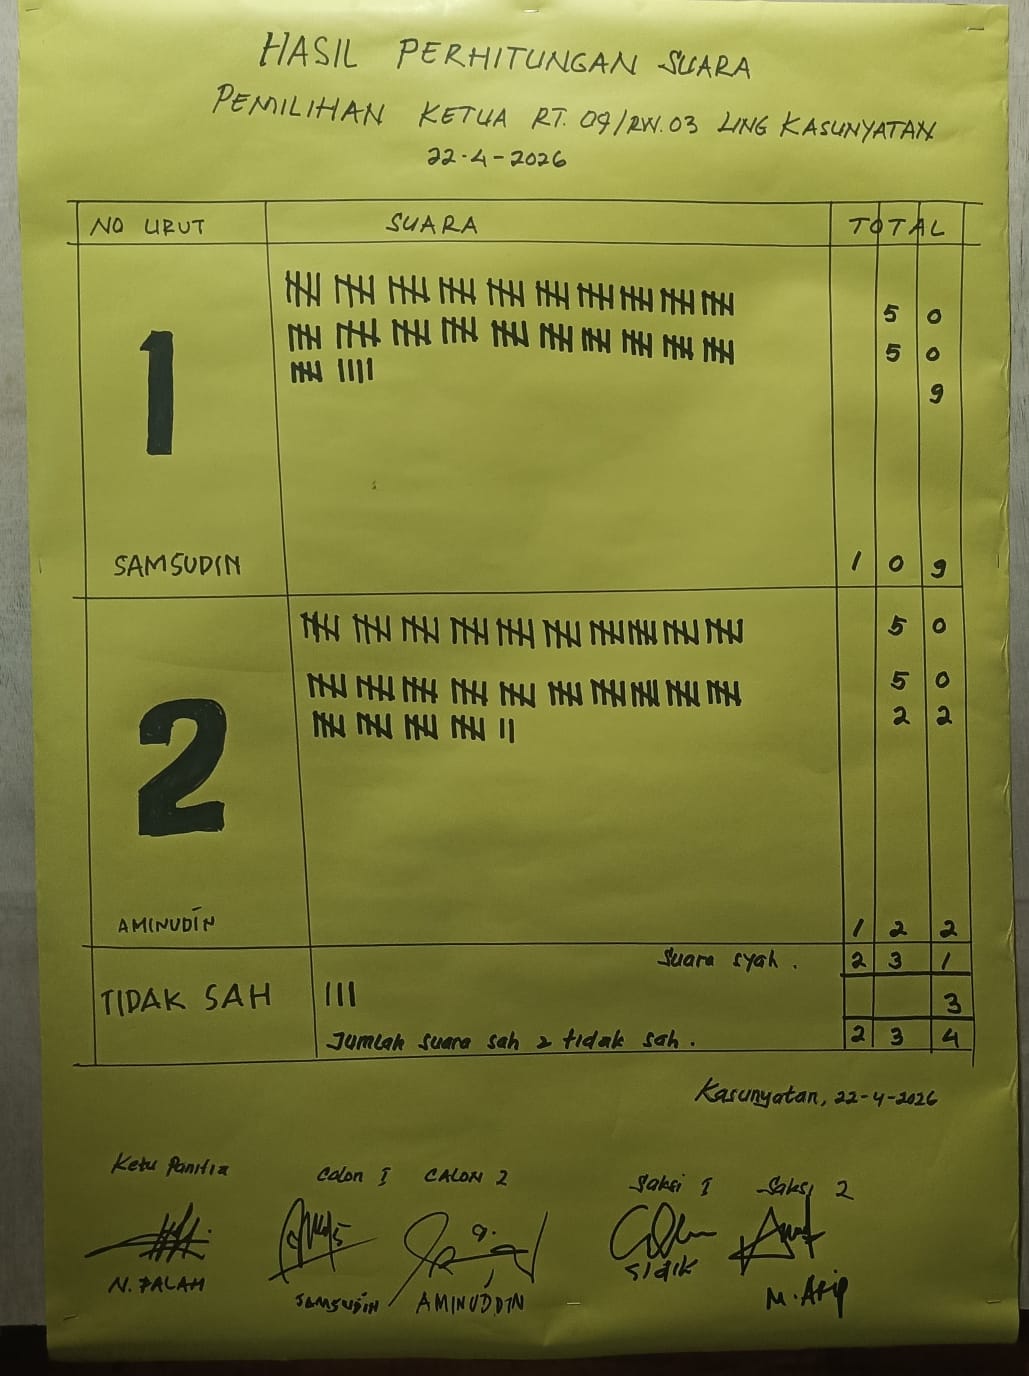 HASIL PERHITUNGAN SUARA
PEMILIHAN KETUA RT. 09/RW.03 LING KASUNYATAN
22-4-2026
NO URUT SUARA TOTAL
50
50
9
1
SAMSUDIN 109
50
50
22
2
AMINUDIN 122
Suara syah. 231
TIDAK SAH 3
Jumlah suara sah 2 tidak sah. 234
Kasunyatan, 22-4-2026
Ketu Panitia Calon I CALON 2 Saksi I Saksi 2
N. PALAH SAMSUDIN AMINUDDIN SIDIK M. Arip